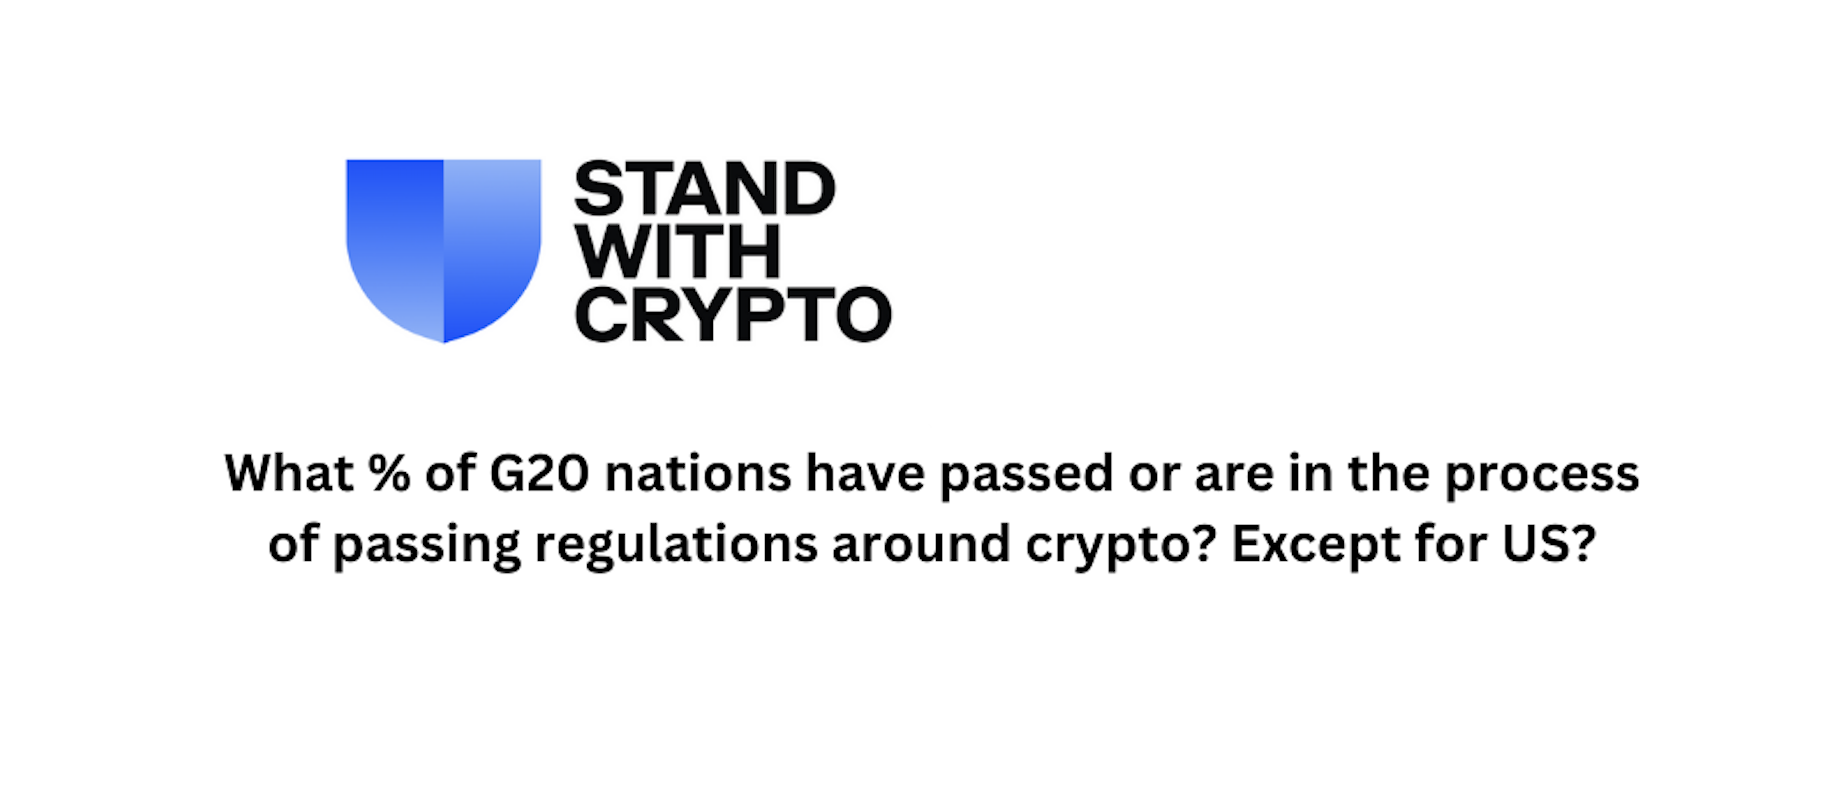 STAND
WITH
CRYPTO
What % of G20 nations have passed or are in the process
of passing regulations around crypto? Except for US?